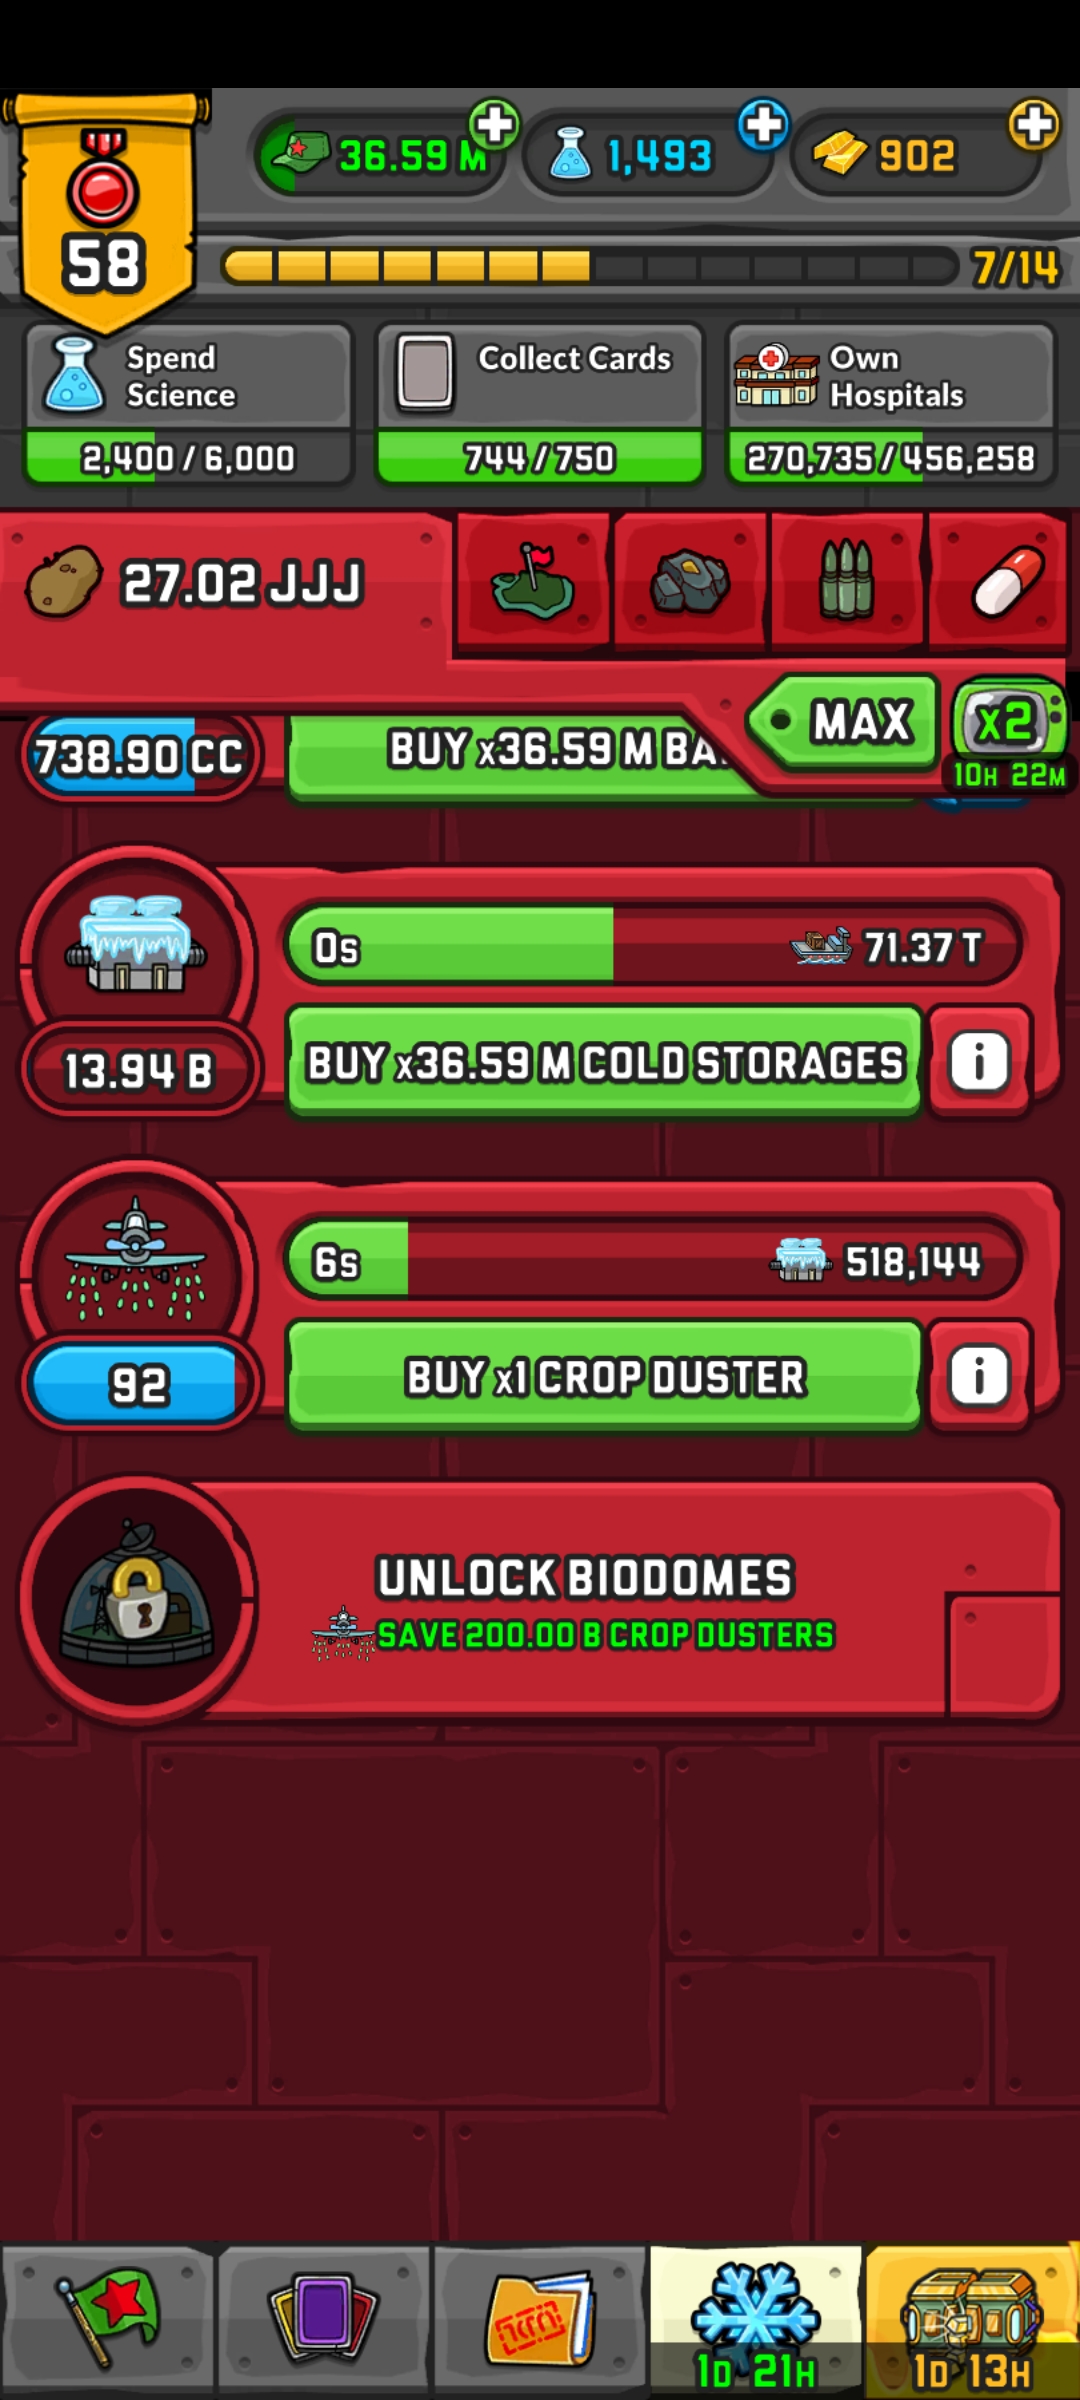 36.59 M
1,493
902
58
7/14
Spend
Science
2,400 / 6,000
Collect Cards
744 / 750
Own
Hospitals
270,735 / 456,258
27.02 JJJ
MAX
x2
10H 22M
738.90 CC
BUY x36.59 M BA
0s
71.37 T
13.94 B
BUY x36.59 M COLD STORAGES
i
6s
518,144
92
BUY x1 CROP DUSTER
i
UNLOCK BIODOMES
SAVE 200.00 B CROP DUSTERS
1D 21H
1D 13H